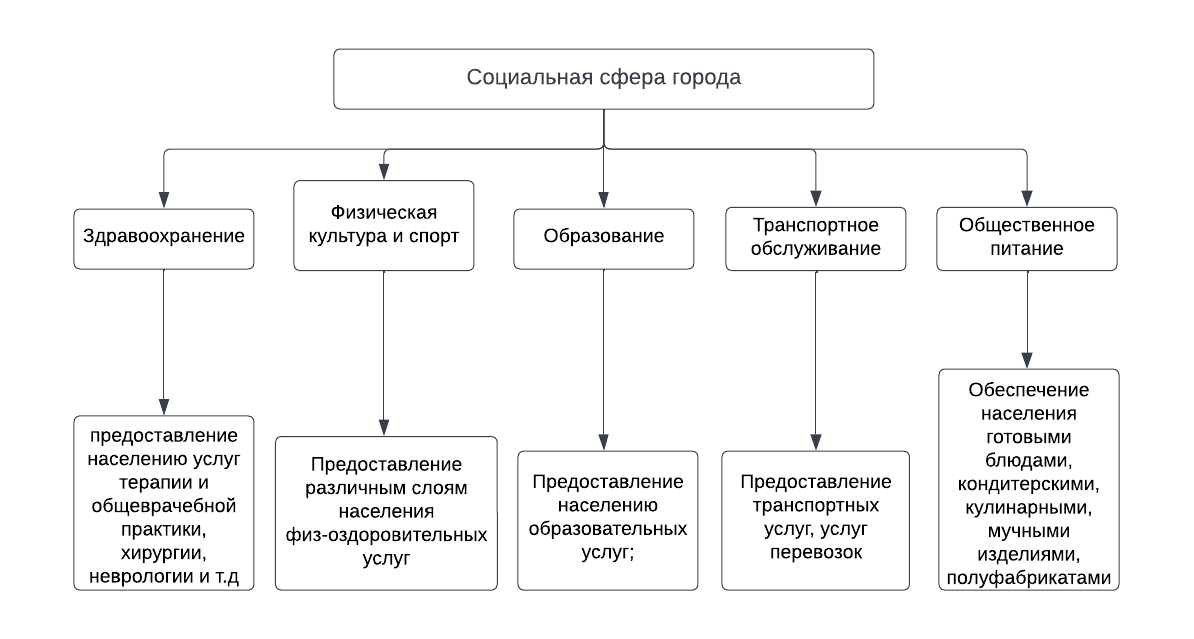 Социальная сфера города
Здравоохранение
Физическая
культура и спорт
Образование
Транспортное
обслуживание
Общественное
питание
предоставление
населению услуг
терапии и
общеврачебной
практики,
хирургии,
неврологии и т.д
Предоставление
различным слоям
населения
физ-оздоровительных
услуг
Предоставление
населению
образовательных
услуг;
Предоставление
транспортных
услуг, услуг
перевозок
Обеспечение
населения
готовыми
блюдами,
кондитерскими,
кулинарными,
мучными
изделиями,
полуфабрикатами